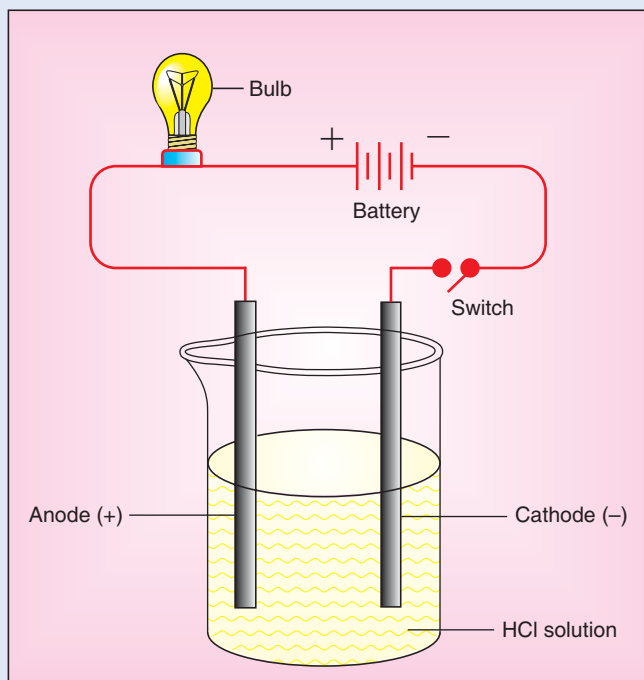 Bulb
+ –
Battery
Switch
Anode (+)
Cathode (–)
HCl solution